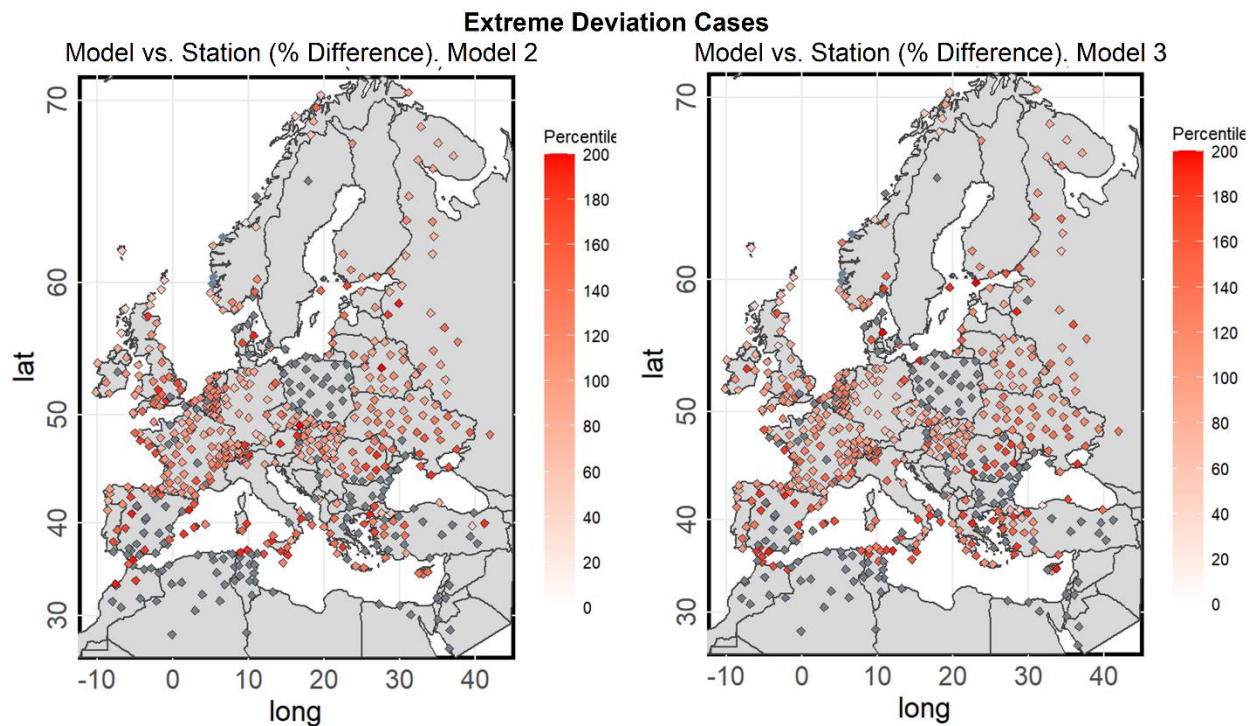 Extreme Deviation Cases
Model vs. Station (% Difference). Model 2
Model vs. Station (% Difference). Model 3
70
60
50
40
30
lat
-10 0 10 20 30 40
long
Percentile
200
180
160
140
120
100
80
60
40
20
0
70
60
50
40
30
lat
-10 0 10 20 30 40
long
Percentile
200
180
160
140
120
100
80
60
40
20
0